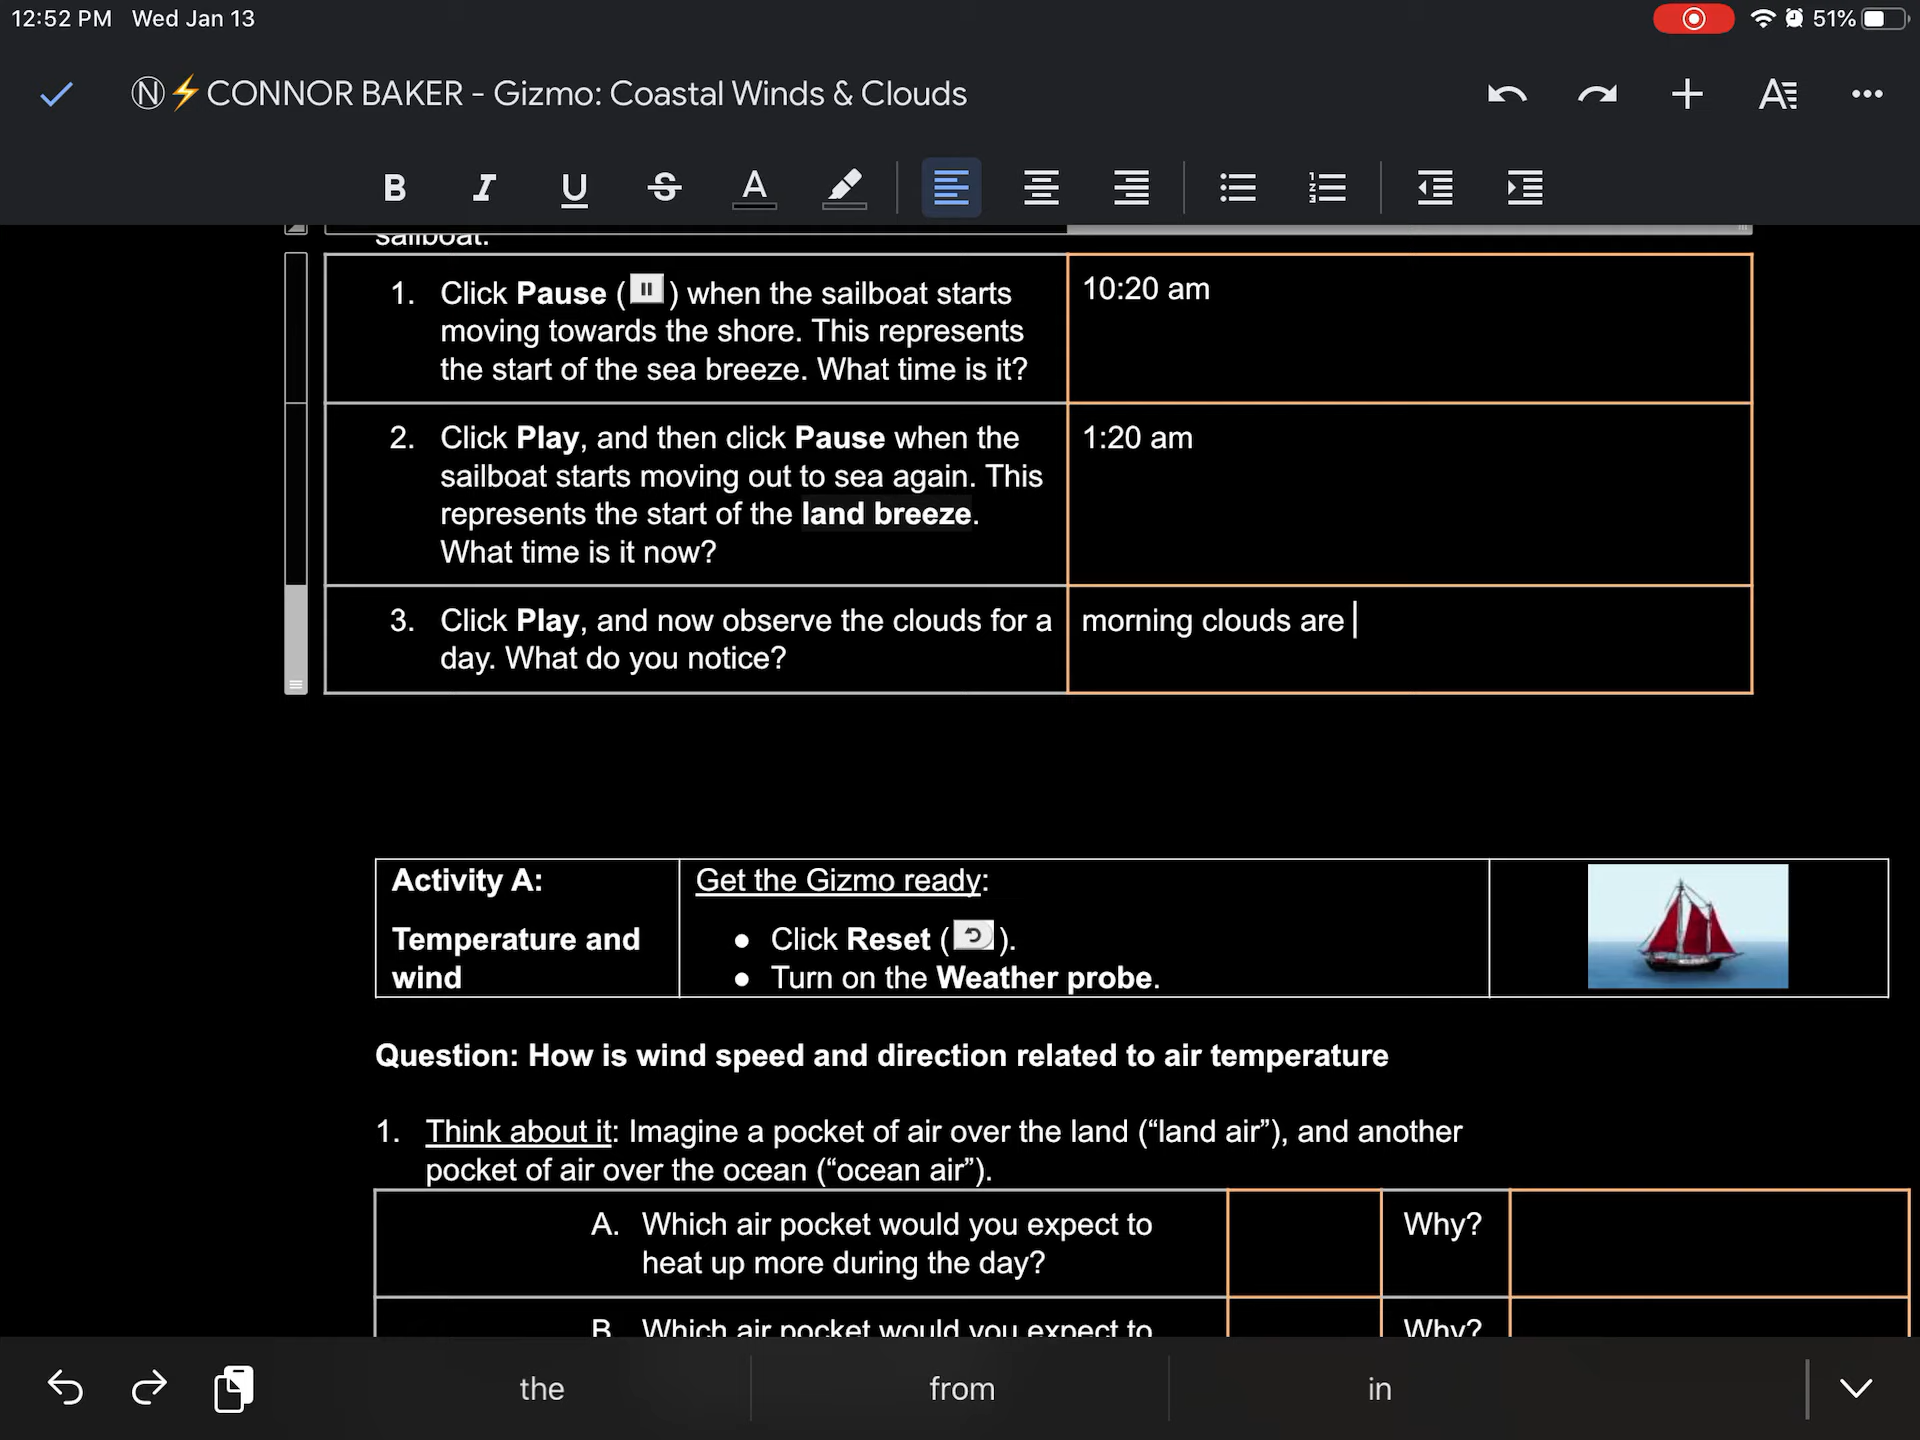 12:52 PM Wed Jan 13
51%
Ⓝ⚡CONNOR BAKER - Gizmo: Coastal Winds & Clouds
B I U S A
sailboat.
1. Click Pause ( ) when the sailboat starts
moving towards the shore. This represents
the start of the sea breeze. What time is it?
10:20 am
2. Click Play, and then click Pause when the
sailboat starts moving out to sea again. This
represents the start of the land breeze.
What time is it now?
1:20 am
3. Click Play, and now observe the clouds for a
day. What do you notice?
morning clouds are
Activity A:
Temperature and
wind
Get the Gizmo ready:
● Click Reset ( ).
● Turn on the Weather probe.
Question: How is wind speed and direction related to air temperature
1. Think about it: Imagine a pocket of air over the land (“land air”), and another
pocket of air over the ocean (“ocean air”).
A. Which air pocket would you expect to
heat up more during the day?
Why?
B. Which air pocket would you expect to
Why?
the from in